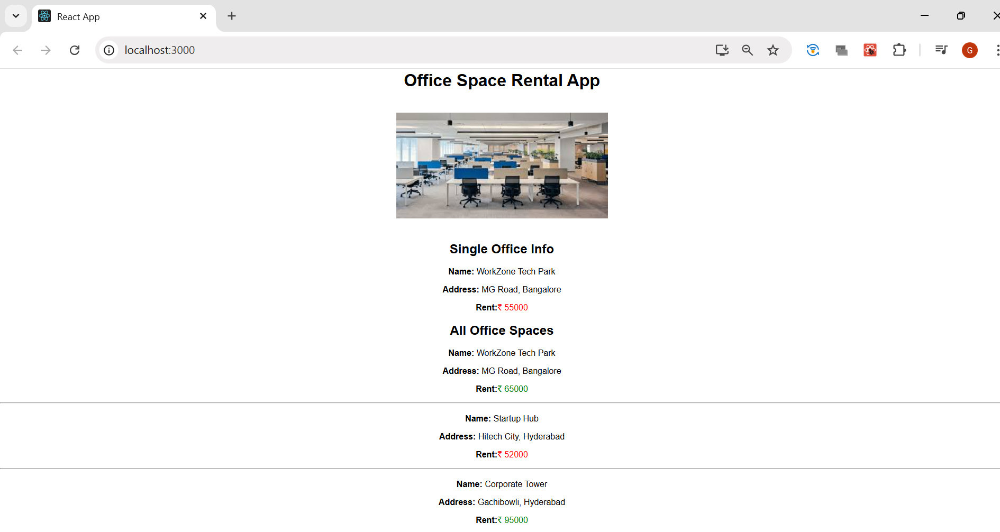 React App
localhost:3000
G
Office Space Rental App
Single Office Info
Name: WorkZone Tech Park
Address: MG Road, Bangalore
Rent:₹ 55000
All Office Spaces
Name: WorkZone Tech Park
Address: MG Road, Bangalore
Rent:₹ 65000
Name: Startup Hub
Address: Hitech City, Hyderabad
Rent:₹ 52000
Name: Corporate Tower
Address: Gachibowli, Hyderabad
Rent:₹ 95000